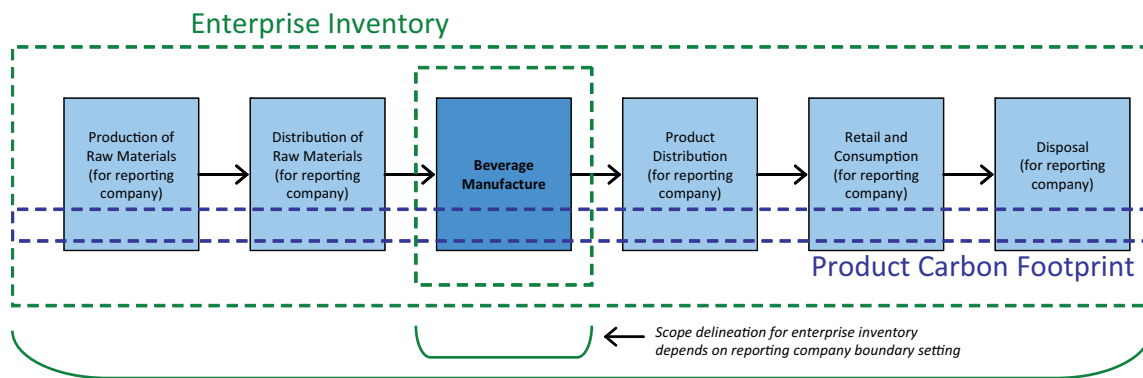 Enterprise Inventory
Production of
Raw Materials
(for reporting
company)
Distribution of
Raw Materials
(for reporting
company)
Beverage
Manufacture
Product
Distribution
(for reporting
company)
Retail and
Consumption
(for reporting
company)
Disposal
(for reporting
company)
Product Carbon Footprint
Scope delineation for enterprise inventory
depends on reporting company boundary setting